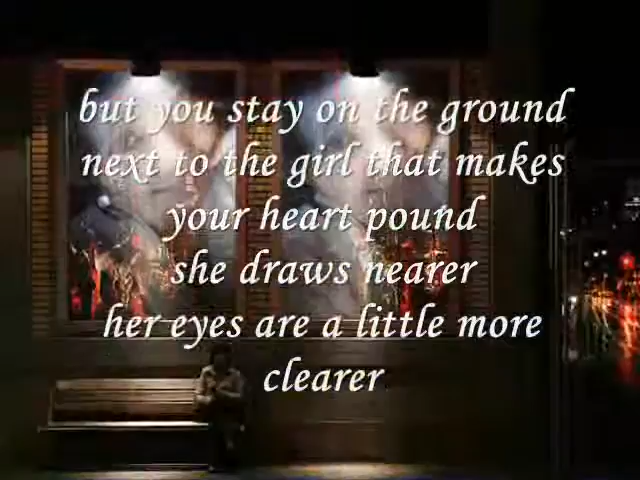 but you stay on the ground
next to the girl that makes
your heart pound
she draws nearer
her eyes are a little more
clearer